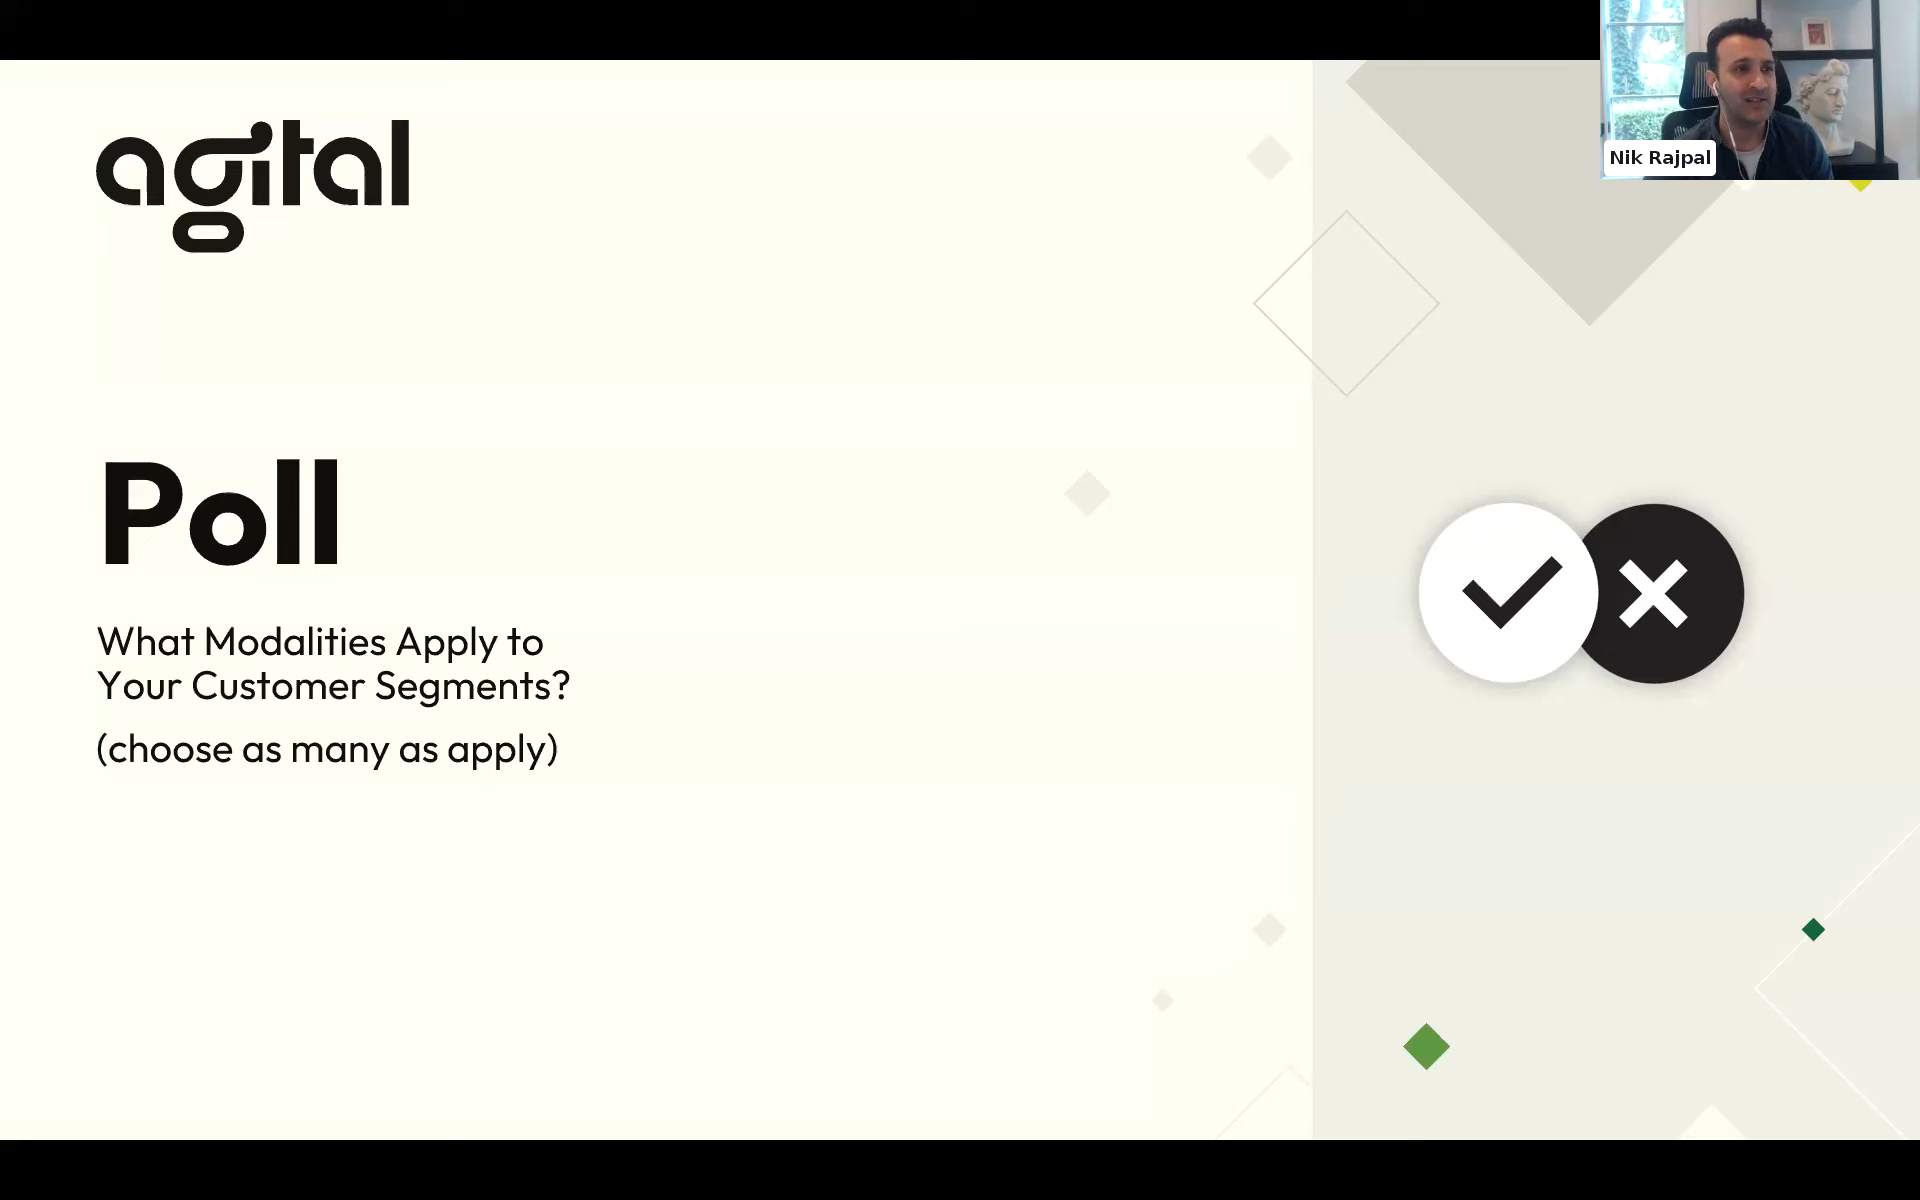 agital
Nik Rajpal
Poll
What Modalities Apply to
Your Customer Segments?
(choose as many as apply)